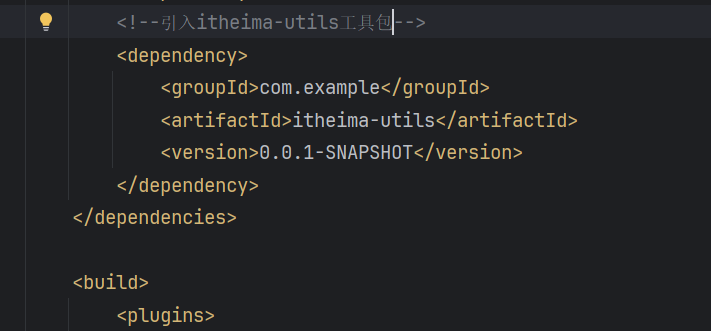 <!--引入itheima-utils工具包-->
<dependency>
<groupId>com.example</groupId>
<artifactId>itheima-utils</artifactId>
<version>0.0.1-SNAPSHOT</version>
</dependency>
</dependencies>
<build>
<plugins>